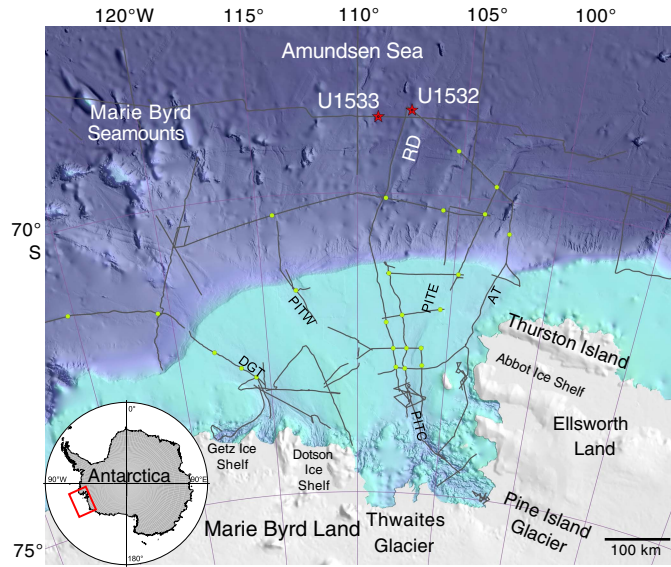 120°W
115°
110°
105°
100°
Amundsen Sea
U1533
U1532
Marie Byrd
Seamounts
RD
70°
S
PITW
PITE
AT
Thurston Island
DGT
Abbot Ice Shelf
PITC
Ellsworth
Land
Getz Ice
Shelf
Dotson
Ice
Shelf
0°
Antarctica
90°W
90°E
180°
Marie Byrd Land
Thwaites
Glacier
Pine Island
Glacier
75°
100 km